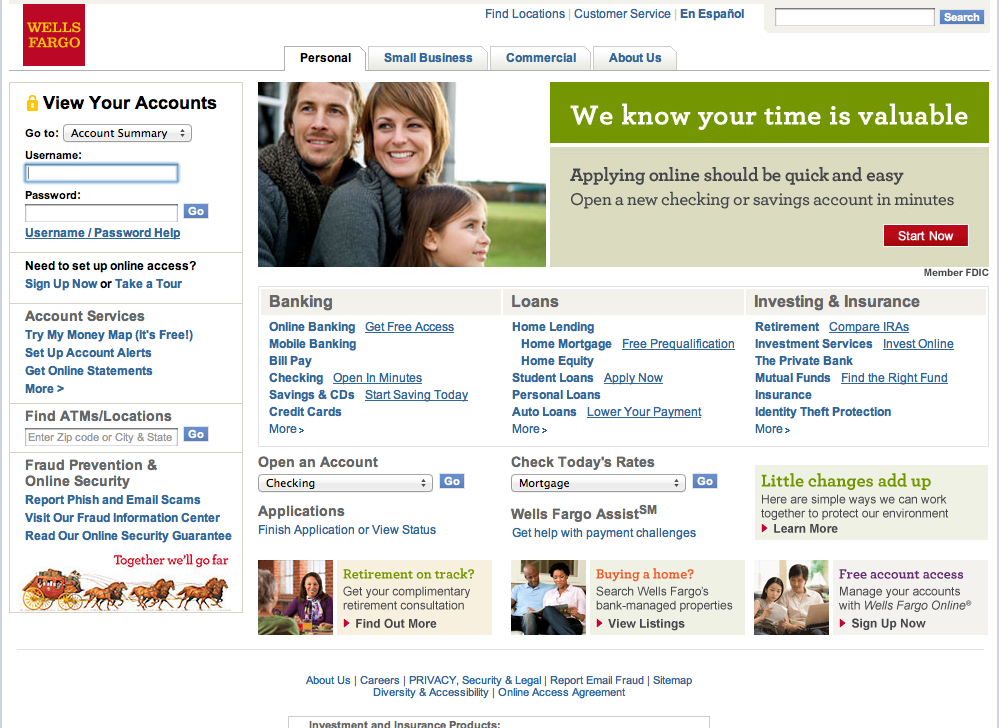 WELLS
FARGO
Find Locations | Customer Service | En Español
Search
Personal
Small Business
Commercial
About Us
View Your Accounts
Go to: Account Summary
Username:
Password:
Go
Username / Password Help
Need to set up online access?
Sign Up Now or Take a Tour
Account Services
Try My Money Map (It's Free!)
Set Up Account Alerts
Get Online Statements
More >
Find ATMs/Locations
Enter Zip code or City & State Go
Fraud Prevention &
Online Security
Report Phish and Email Scams
Visit Our Fraud Information Center
Read Our Online Security Guarantee
Together we'll go far
We know your time is valuable
Applying online should be quick and easy
Open a new checking or savings account in minutes
Start Now
Member FDIC
Banking
Online Banking Get Free Access
Mobile Banking
Bill Pay
Checking Open In Minutes
Savings & CDs Start Saving Today
Credit Cards
More >
Loans
Home Lending
Home Mortgage Free Prequalification
Home Equity
Student Loans Apply Now
Personal Loans
Auto Loans Lower Your Payment
More >
Investing & Insurance
Retirement Compare IRAs
Investment Services Invest Online
The Private Bank
Mutual Funds Find the Right Fund
Insurance
Identity Theft Protection
More >
Open an Account
Checking Go
Applications
Finish Application or View Status
Check Today's Rates
Mortgage Go
Wells Fargo Assist℠
Get help with payment challenges
Little changes add up
Here are simple ways we can work
together to protect our environment
Learn More
Retirement on track?
Get your complimentary
retirement consultation
Find Out More
Buying a home?
Search Wells Fargo's
bank-managed properties
View Listings
Free account access
Manage your accounts
with Wells Fargo Online®
Sign Up Now
About Us | Careers | PRIVACY, Security & Legal | Report Email Fraud | Sitemap
Diversity & Accessibility | Online Access Agreement
Investment and Insurance Products: